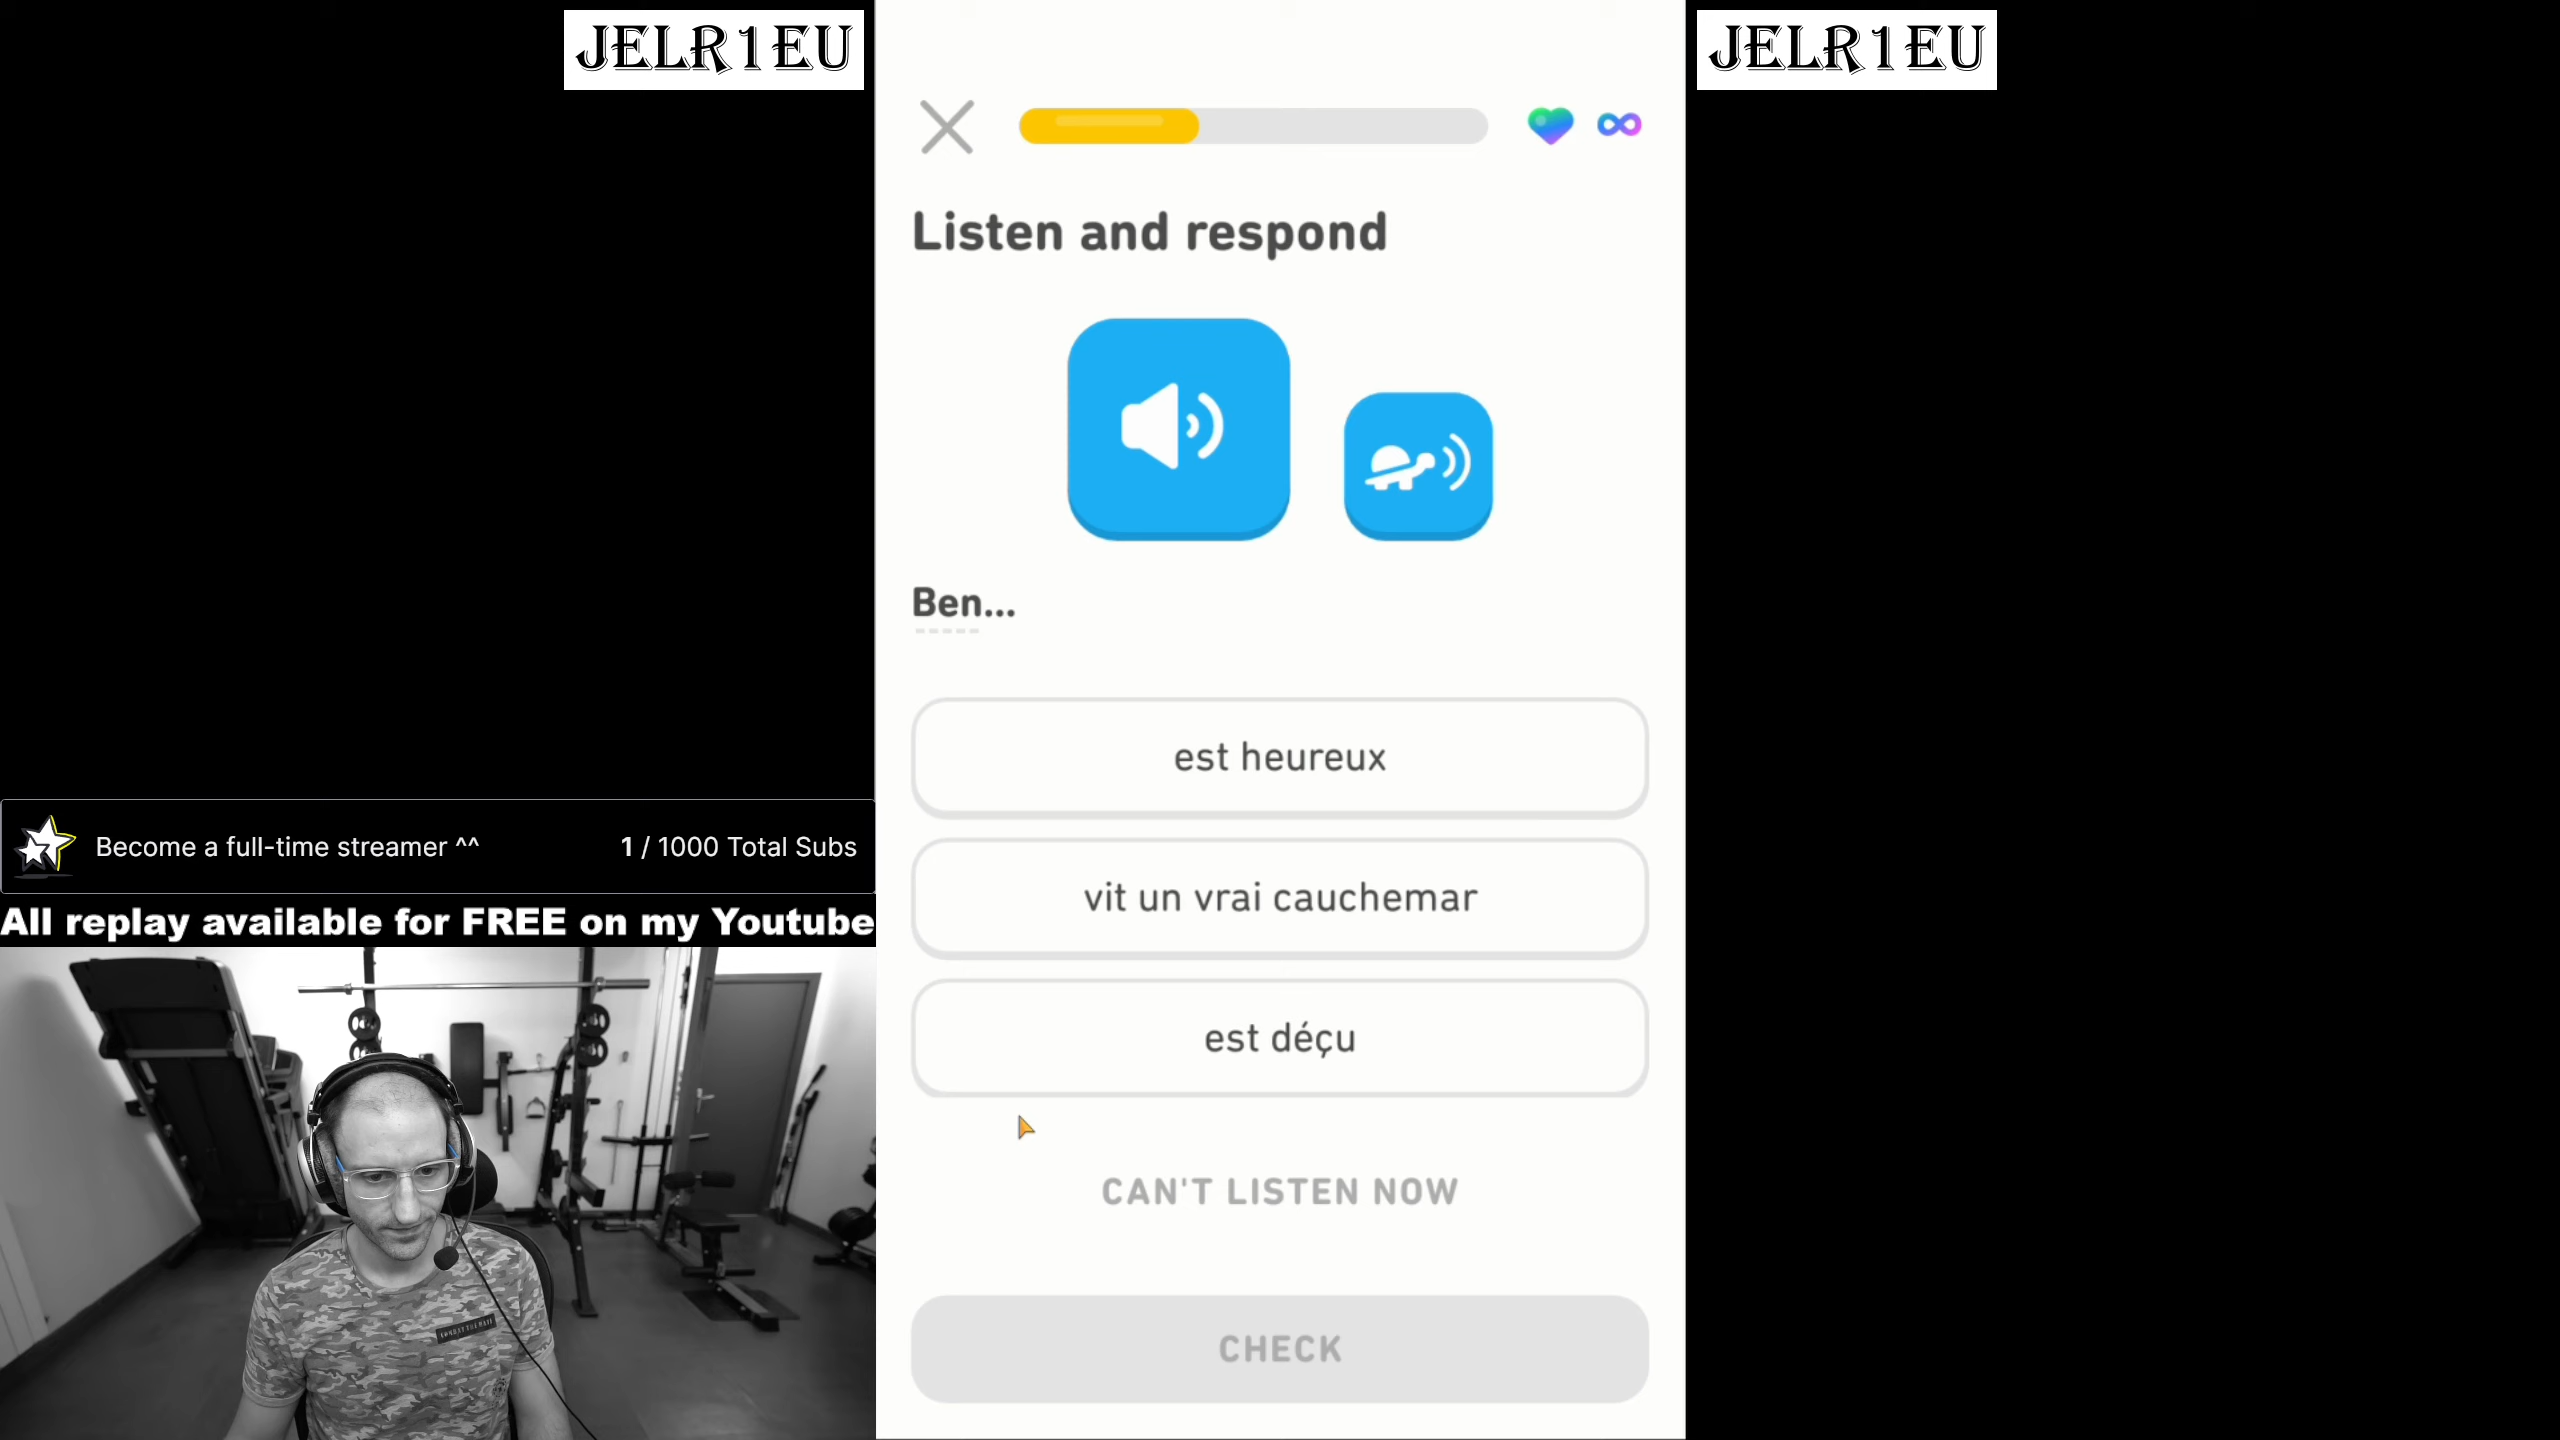 JELR1EU
JELR1EU
Listen and respond
Ben...
est heureux
vit un vrai cauchemar
est déçu
CAN'T LISTEN NOW
CHECK
Become a full-time streamer ^^
1 / 1000 Total Subs
All replay available for FREE on my Youtube